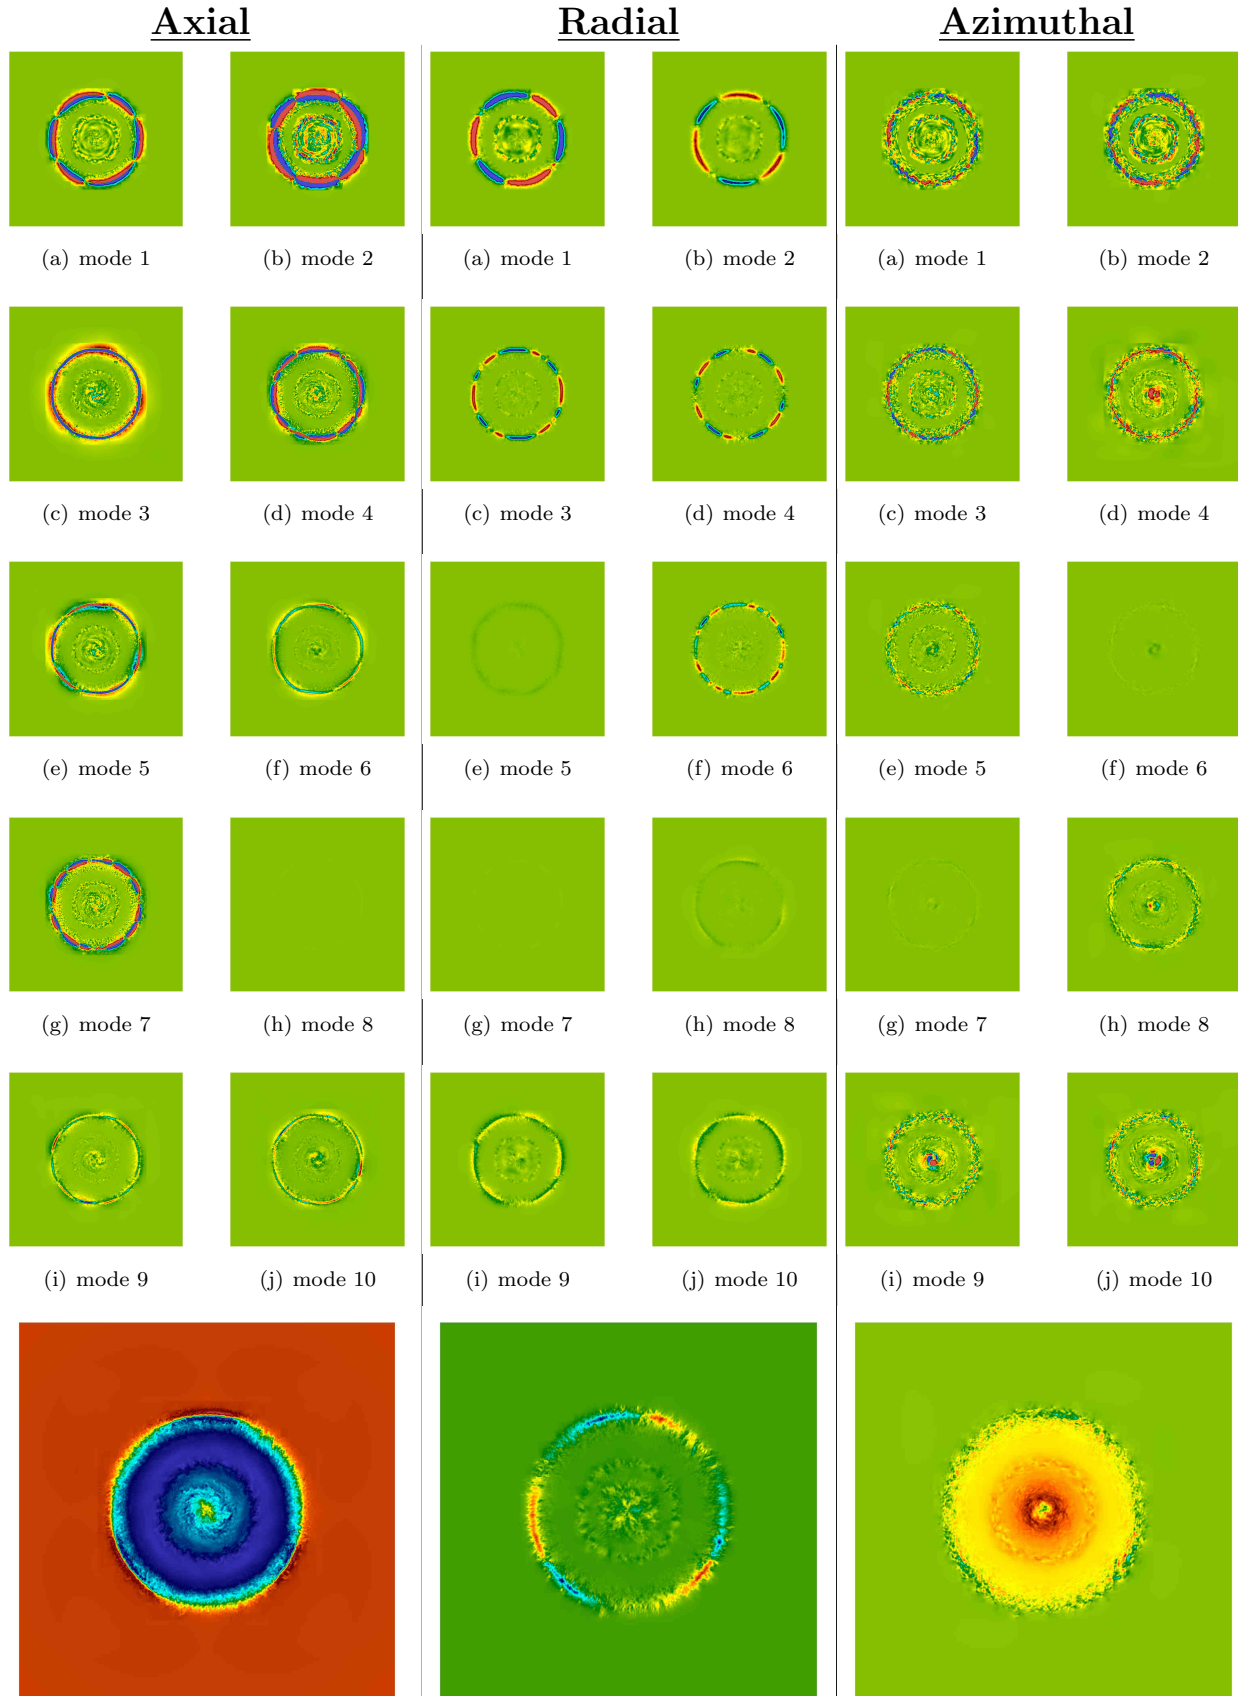 Axial Radial Azimuthal
(a) mode 1 (b) mode 2 (a) mode 1 (b) mode 2 (a) mode 1 (b) mode 2
(c) mode 3 (d) mode 4 (c) mode 3 (d) mode 4 (c) mode 3 (d) mode 4
(e) mode 5 (f) mode 6 (e) mode 5 (f) mode 6 (e) mode 5 (f) mode 6
(g) mode 7 (h) mode 8 (g) mode 7 (h) mode 8 (g) mode 7 (h) mode 8
(i) mode 9 (j) mode 10 (i) mode 9 (j) mode 10 (i) mode 9 (j) mode 10